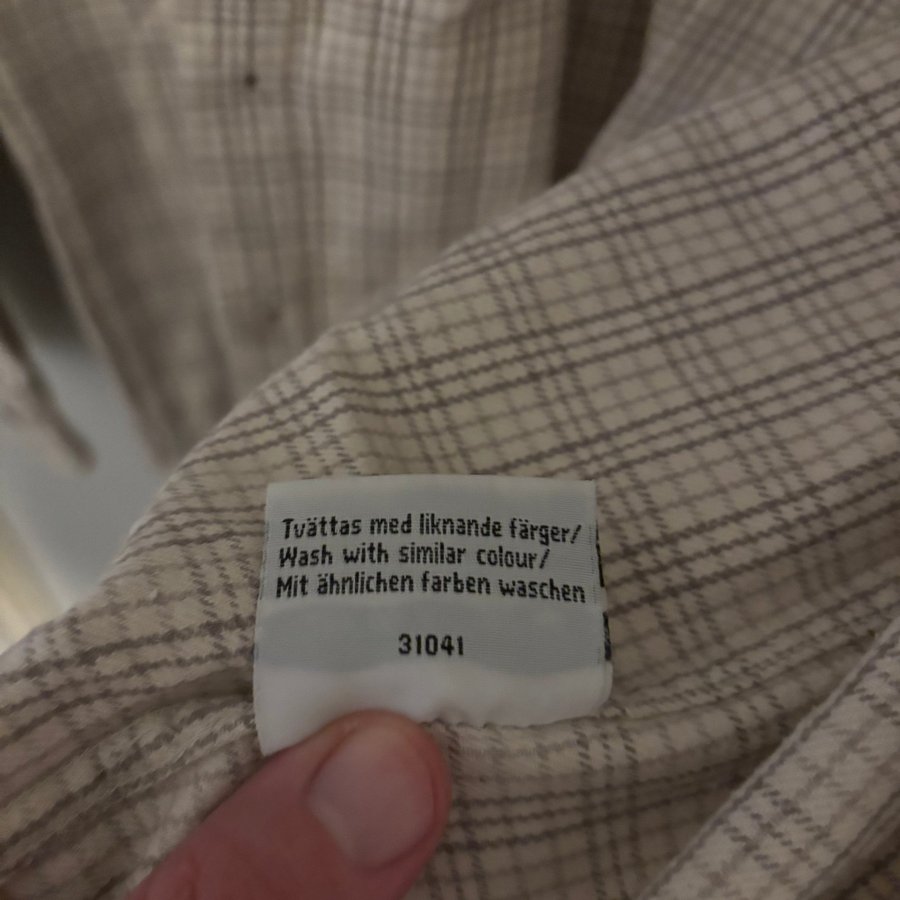 Tvättas med liknande färger/
Wash with similar colour/
Mit ähnlichen farben waschen
31041